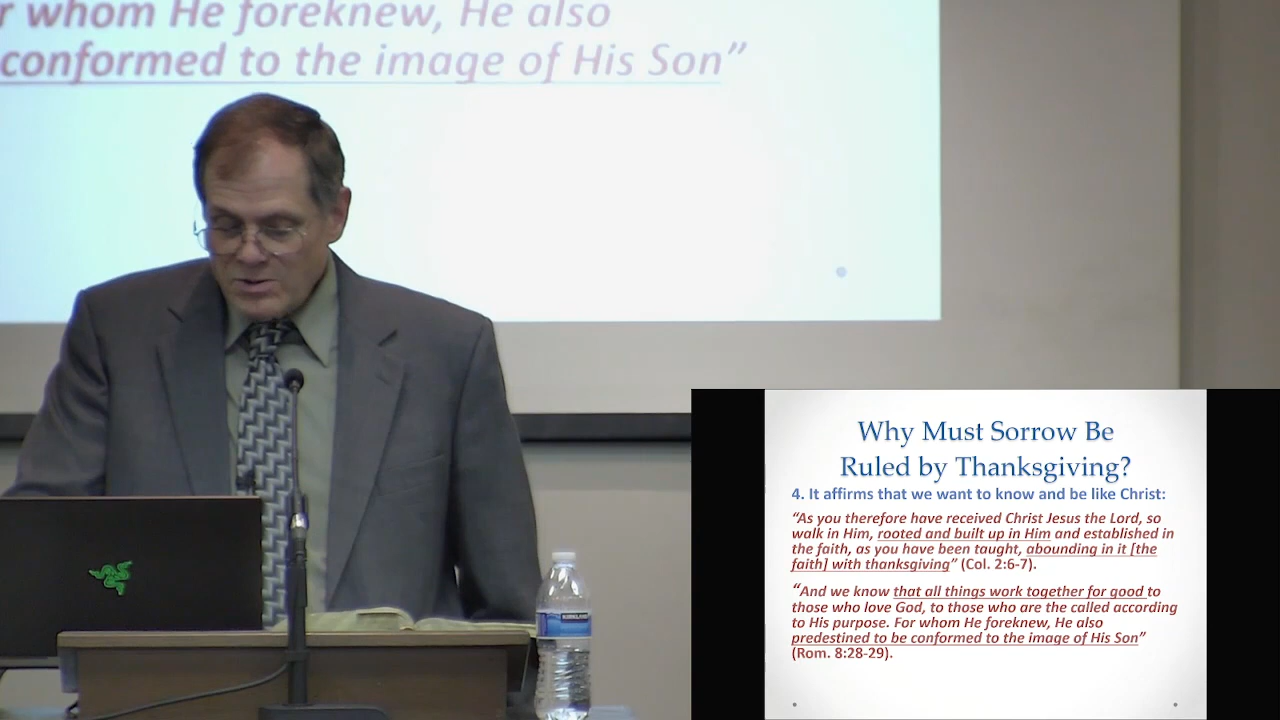 r whom He foreknew, He also
conformed to the image of His Son”
Why Must Sorrow Be
Ruled by Thanksgiving?
4. It affirms that we want to know and be like Christ:
“As you therefore have received Christ Jesus the Lord, so
walk in Him, rooted and built up in Him and established in
the faith, as you have been taught, abounding in it [the
faith] with thanksgiving” (Col. 2:6-7).
“And we know that all things work together for good to
those who love God, to those who are the called according
to His purpose. For whom He foreknew, He also
predestined to be conformed to the image of His Son”
(Rom. 8:28-29).
KIRKLAND